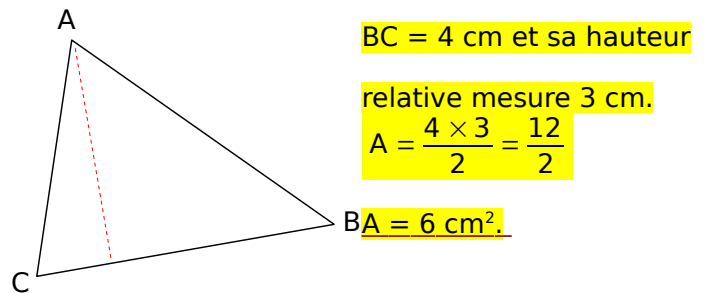 A
BC = 4 cm et sa hauteur
relative mesure 3 cm.
A = 4 × 3 / 2 = 12 / 2
B
A = 6 cm².
C